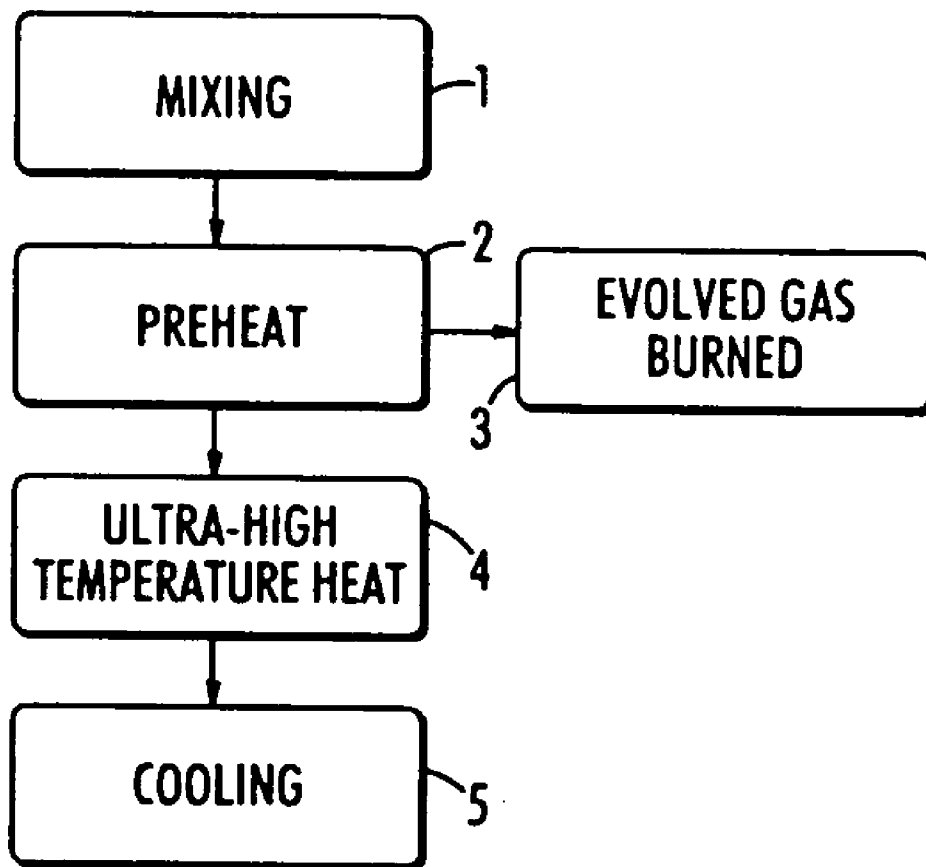 MIXING
1
PREHEAT
2
EVOLVED GAS
BURNED
3
ULTRA-HIGH
TEMPERATURE HEAT
4
COOLING
5